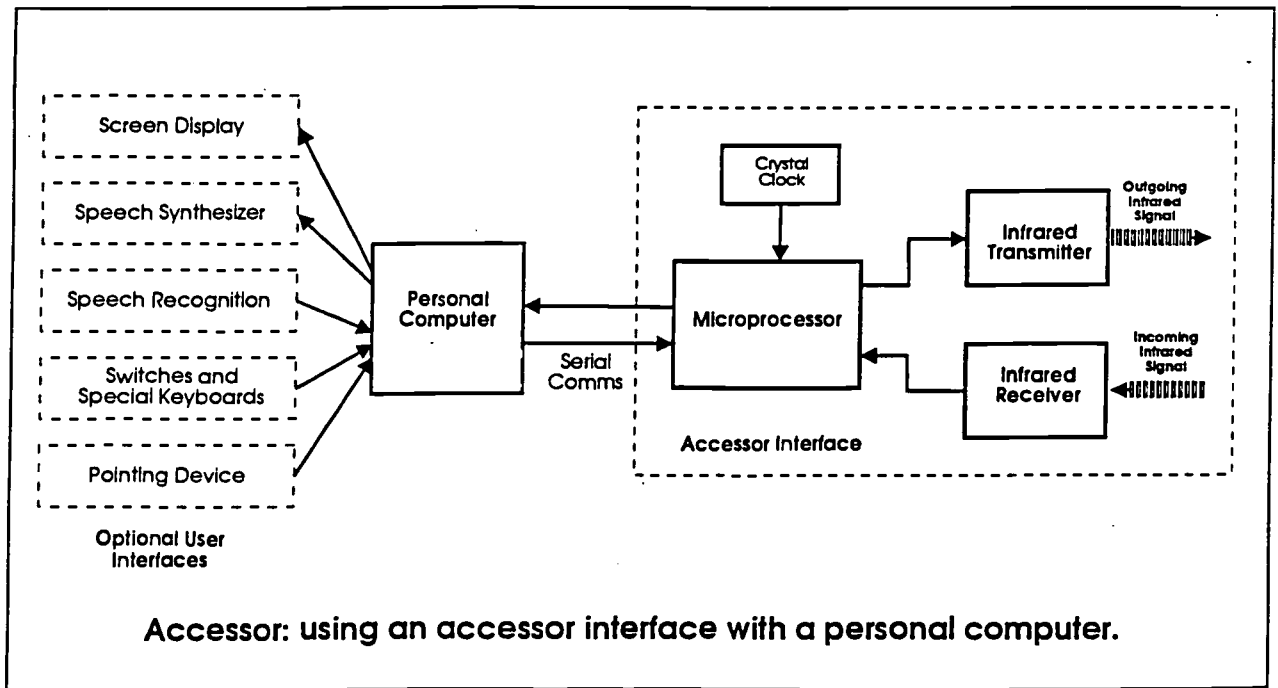 Screen Display
Speech Synthesizer
Speech Recognition
Switches and
Special Keyboards
Pointing Device
Optional User
Interfaces
Personal
Computer
Serial
Comms
Crystal
Clock
Microprocessor
Accessor Interface
Infrared
Transmitter
Outgoing
Infrared
Signal
Infrared
Receiver
Incoming
Infrared
Signal
Accessor: using an accessor interface with a personal computer.